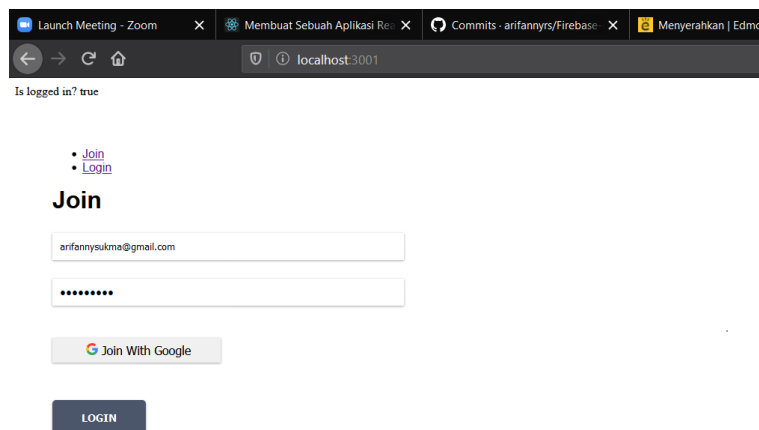 Launch Meeting - Zoom
Membuat Sebuah Aplikasi Rea
Commits · arifannyrs/Firebase-
Menyerahkan | Edmo
localhost:3001
Is logged in? true
Join
Login
Join
arifannysukma@gmail.com
•••••••••
Join With Google
LOGIN